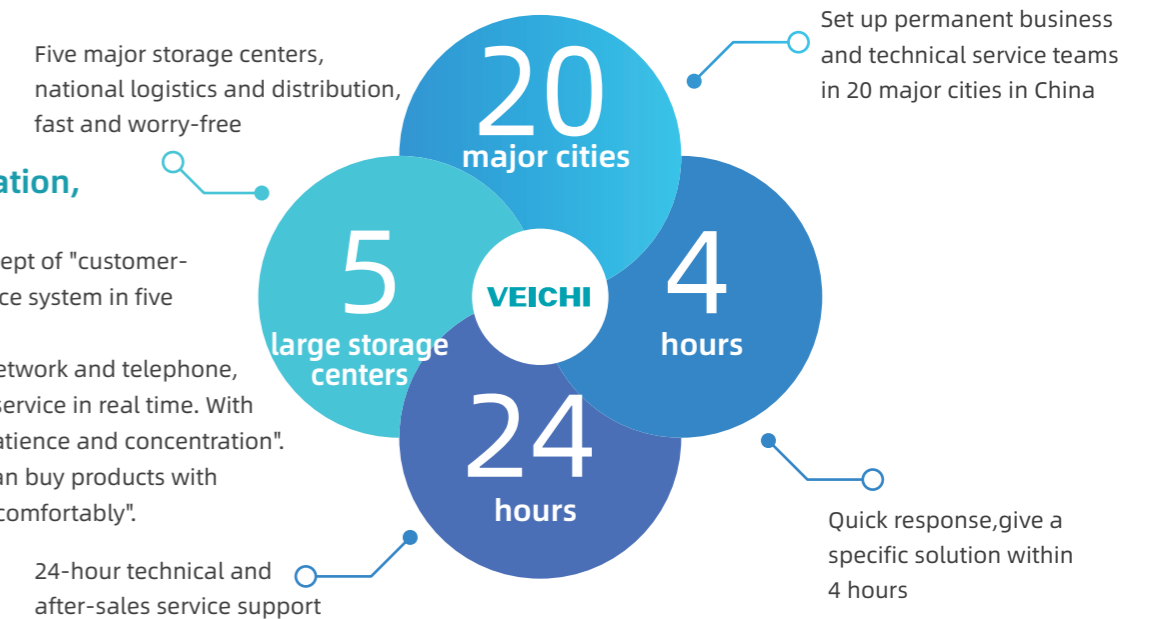 Five major storage centers,
national logistics and distribution,
fast and worry-free
20
major cities
Set up permanent business
and technical service teams
in 20 major cities in China
ation,
ept of "customer-
ce system in five
etwork and telephone,
service in real time. With
atience and concentration".
an buy products with
comfortably".
5
large storage
centers
VEICHI
4
hours
24
hours
24-hour technical and
after-sales service support
Quick response,give a
specific solution within
4 hours